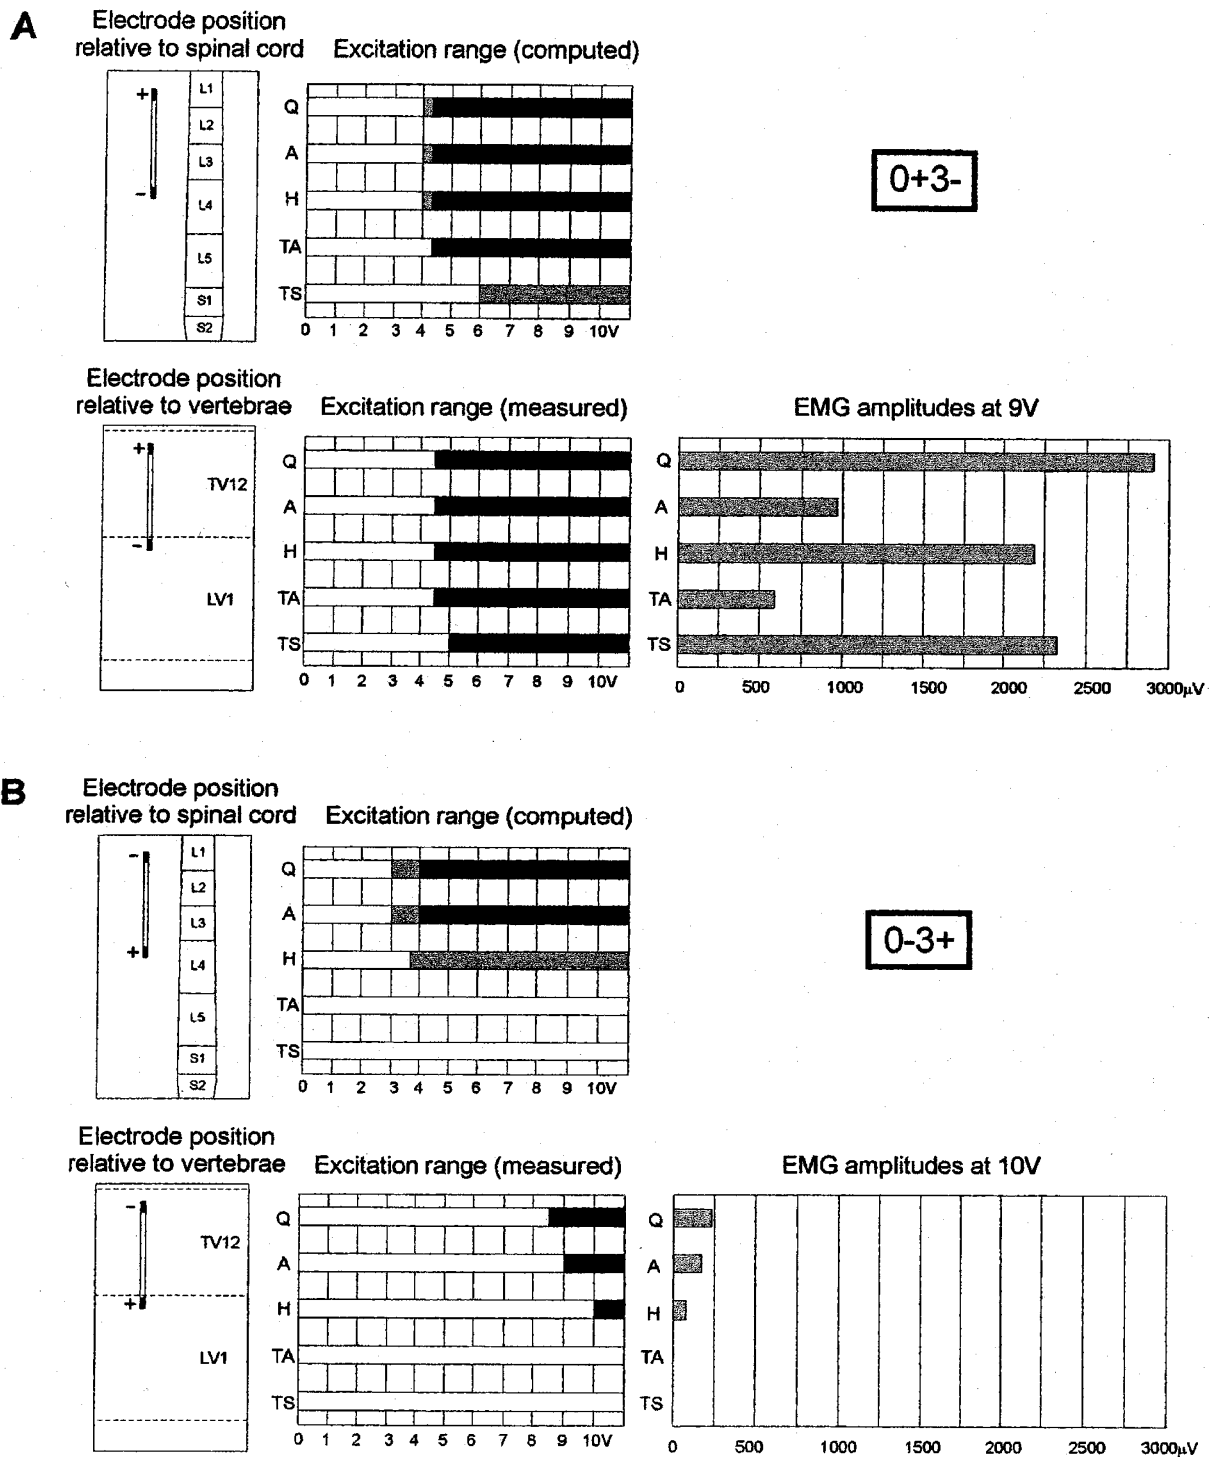 A
Electrode position
relative to spinal cord
Excitation range (computed)
+
-
L1
L2
L3
L4
L5
S1
S2
Q
A
H
TA
TS
0 1 2 3 4 5 6 7 8 9 10V
0+3-
Electrode position
relative to vertebrae
Excitation range (measured)
EMG amplitudes at 9V
+
-
TV12
LV1
Q
A
H
TA
TS
0 1 2 3 4 5 6 7 8 9 10V
Q
A
H
TA
TS
0 500 1000 1500 2000 2500 3000µV
B
Electrode position
relative to spinal cord
Excitation range (computed)
-
+
L1
L2
L3
L4
L5
S1
S2
Q
A
H
TA
TS
0 1 2 3 4 5 6 7 8 9 10V
0-3+
Electrode position
relative to vertebrae
Excitation range (measured)
EMG amplitudes at 10V
-
+
TV12
LV1
Q
A
H
TA
TS
0 1 2 3 4 5 6 7 8 9 10V
Q
A
H
TA
TS
0 500 1000 1500 2000 2500 3000µV